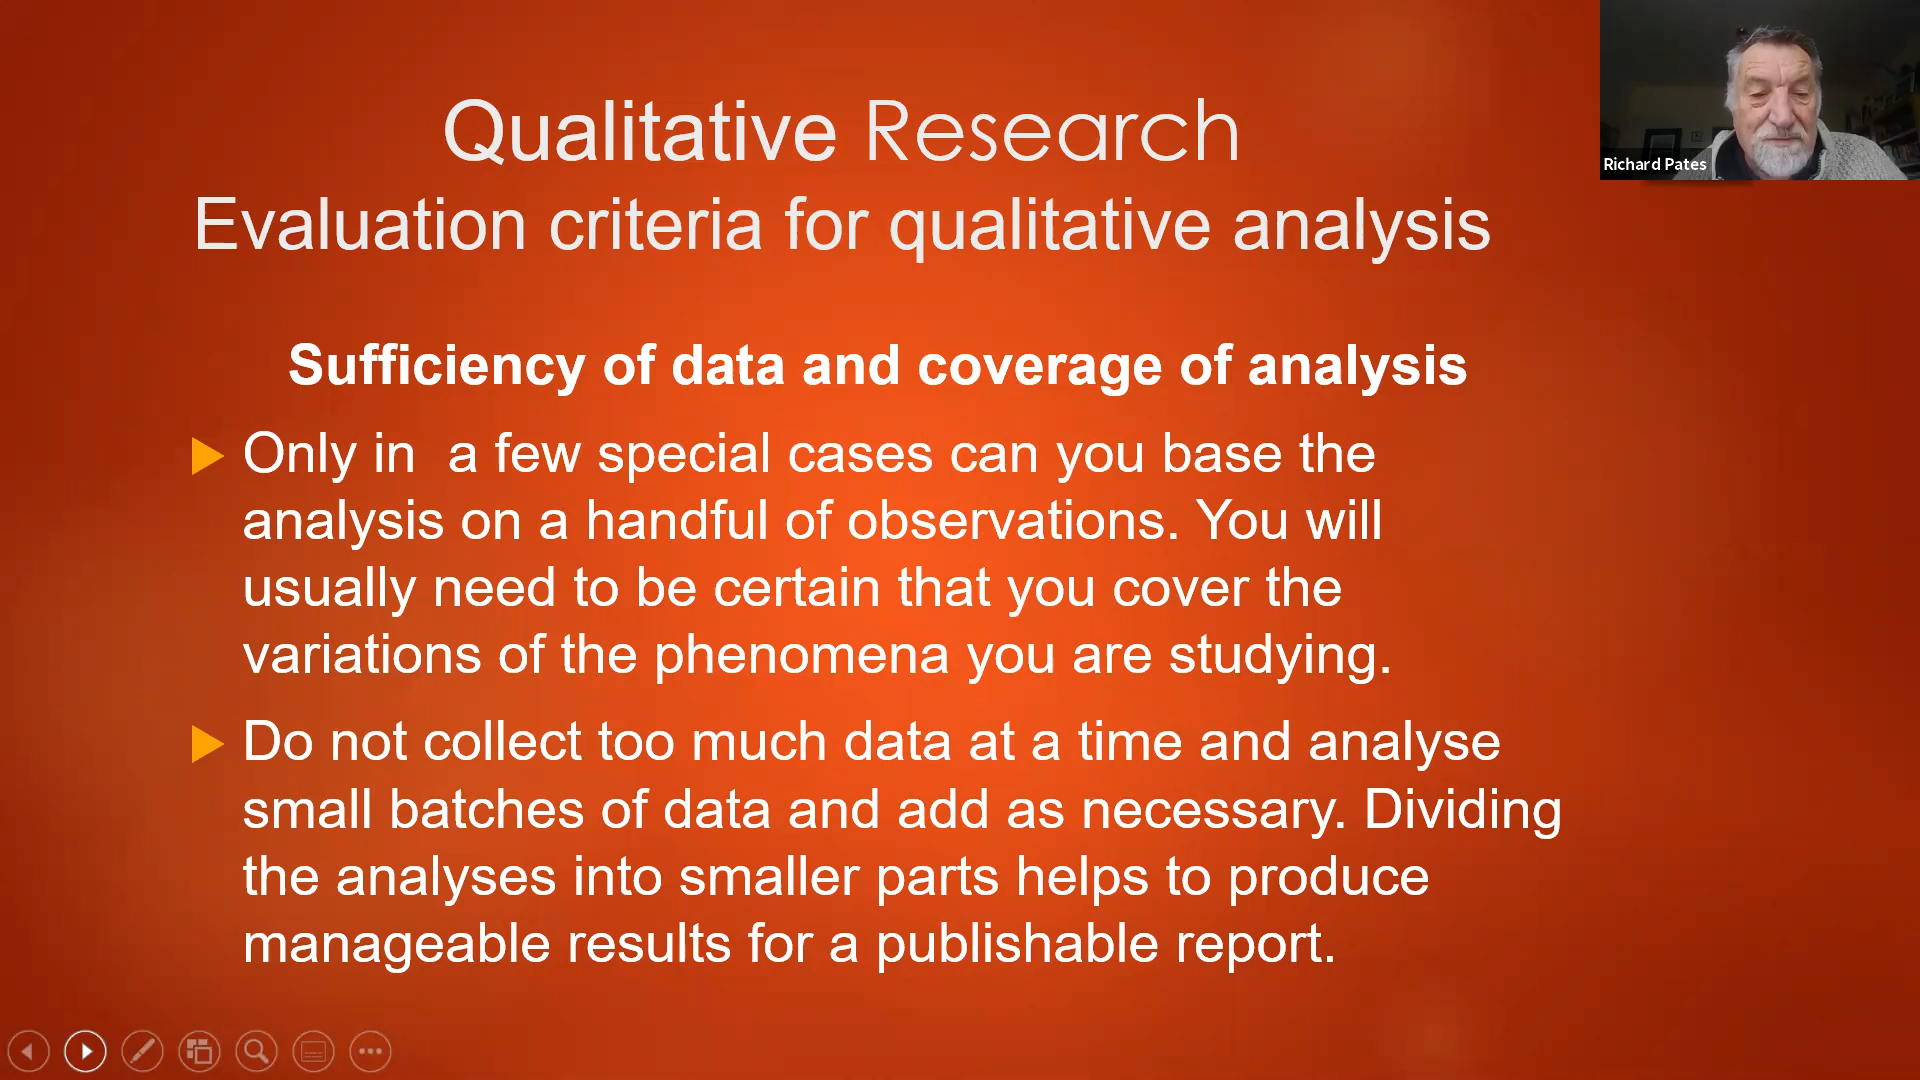 Qualitative Research
Evaluation criteria for qualitative analysis
Richard Pates
Sufficiency of data and coverage of analysis
Only in  a few special cases can you base the
analysis on a handful of observations. You will
usually need to be certain that you cover the
variations of the phenomena you are studying.
Do not collect too much data at a time and analyse
small batches of data and add as necessary. Dividing
the analyses into smaller parts helps to produce
manageable results for a publishable report.